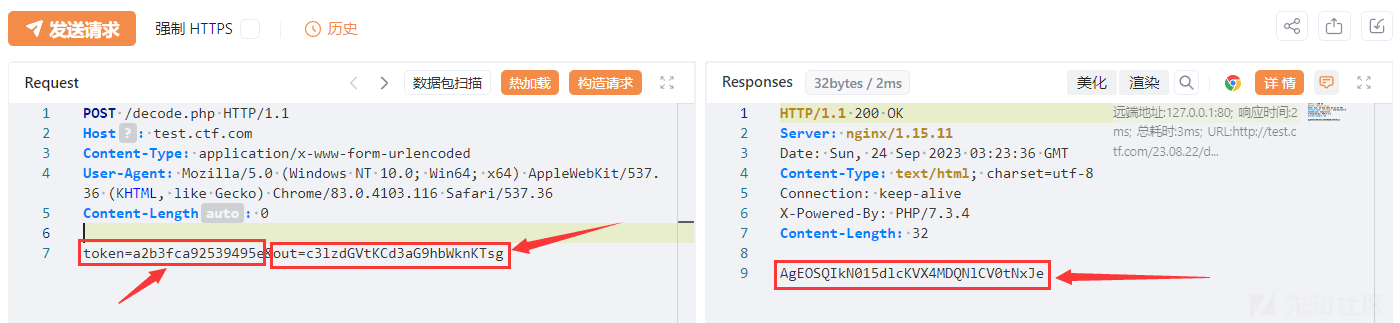 发送请求 强制 HTTPS 历史
Request 数据包扫描 热加载 构造请求
1 POST /decode.php HTTP/1.1
2 Host ? : test.ctf.com
3 Content-Type: application/x-www-form-urlencoded
4 User-Agent: Mozilla/5.0 (Windows NT 10.0; Win64; x64) AppleWebKit/537.
36 (KHTML, like Gecko) Chrome/83.0.4103.116 Safari/537.36
5 Content-Length auto : 0
6
7 token=a2b3fca92539495e&out=c3lzdGVtKCd3aG9hbWknKTsg
Responses 32bytes / 2ms 美化 渲染 详情
1 HTTP/1.1 200 OK
2 Server: nginx/1.15.11
3 Date: Sun, 24 Sep 2023 03:23:36 GMT
4 Content-Type: text/html; charset=utf-8
5 Connection: keep-alive
6 X-Powered-By: PHP/7.3.4
7 Content-Length: 32
8
9 AgEOSQIkN015dlcKVX4MDQNlCV0tNxJe
远端地址:127.0.0.1:80; 响应时间:2
ms; 总耗时:3ms; URL:http://test.c
tf.com/23.08.22/d...
先知社区